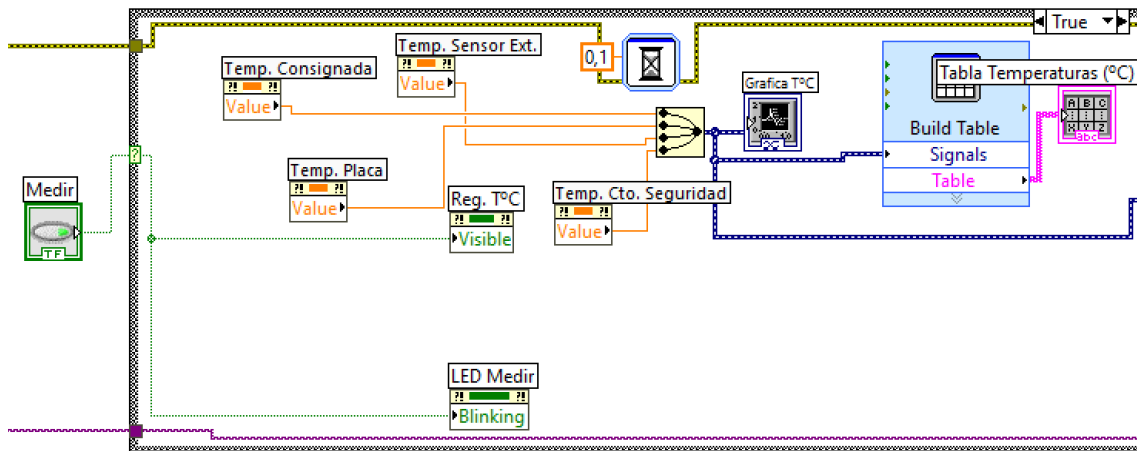 True
Temp. Sensor Ext.
?! ?!
Value
0,1
Temp. Consignada
?! ?!
Value
Grafica TºC
Tabla Temperaturas (ºC)
A B C
X Y Z
abc
Build Table
Signals
Table
?
Temp. Placa
?! ?!
Value
Medir
TF
Reg. TºC
?! ?!
Visible
Temp. Cto. Seguridad
?! ?!
Value
LED Medir
?! ?!
Blinking